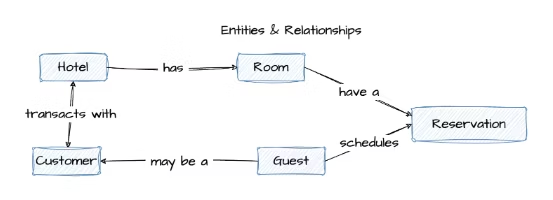 Entities & Relationships
Hotel
has
Room
have a
transacts with
Reservation
schedules
Customer
may be a
Guest